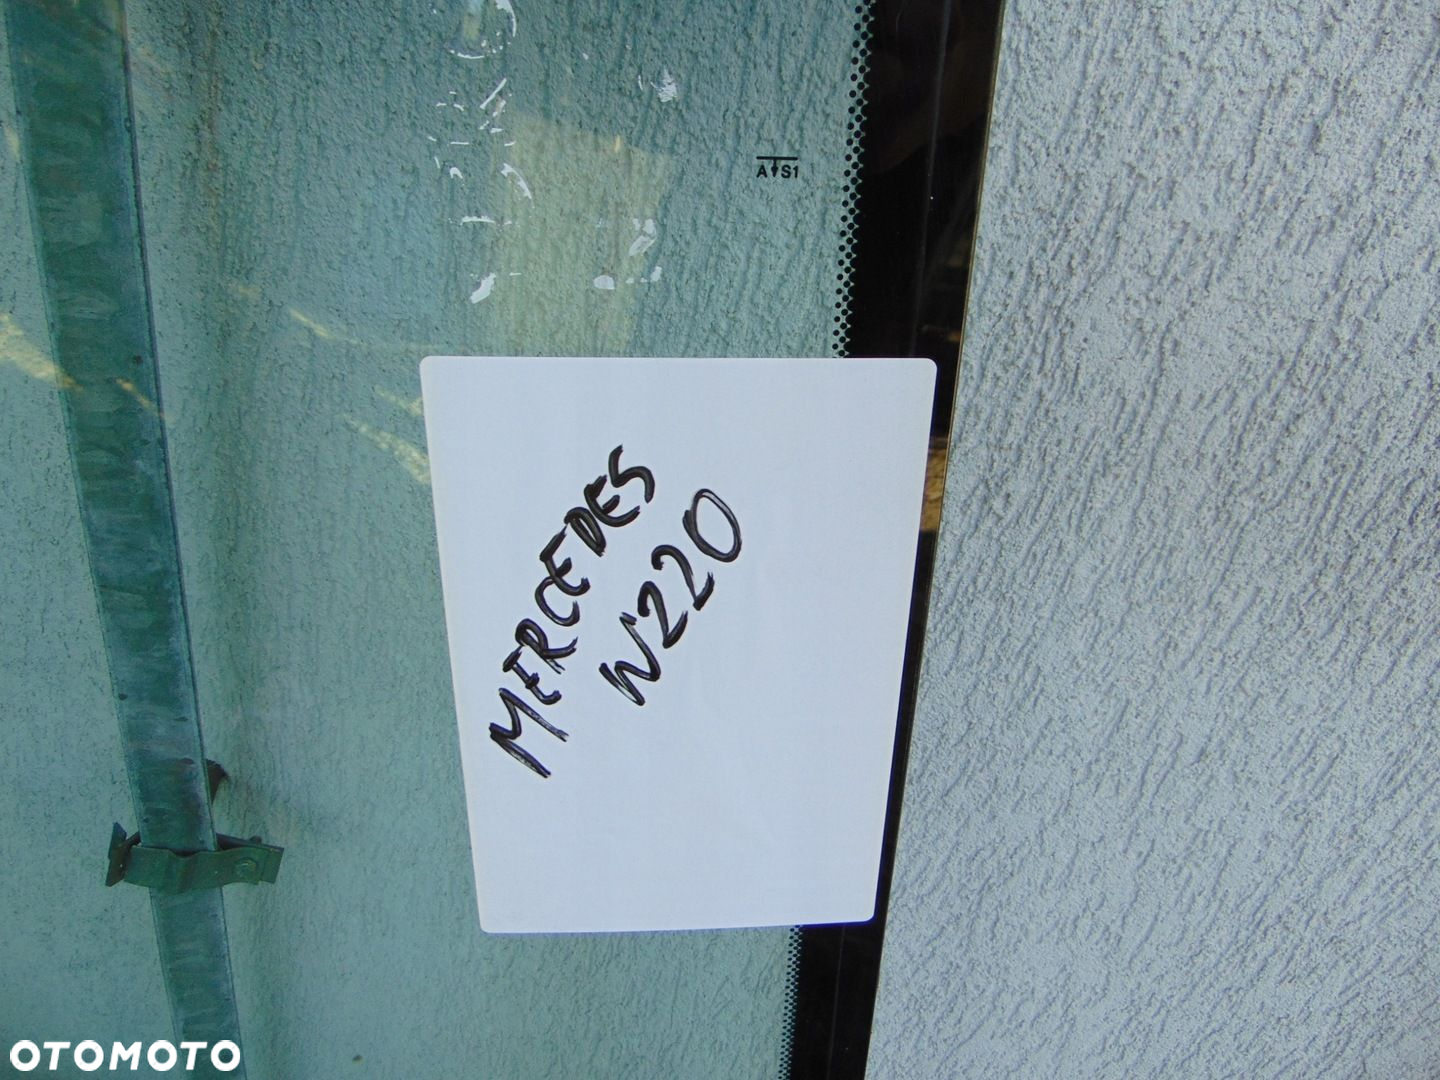 A S1
MERCEDES
W220
OTOMOTO